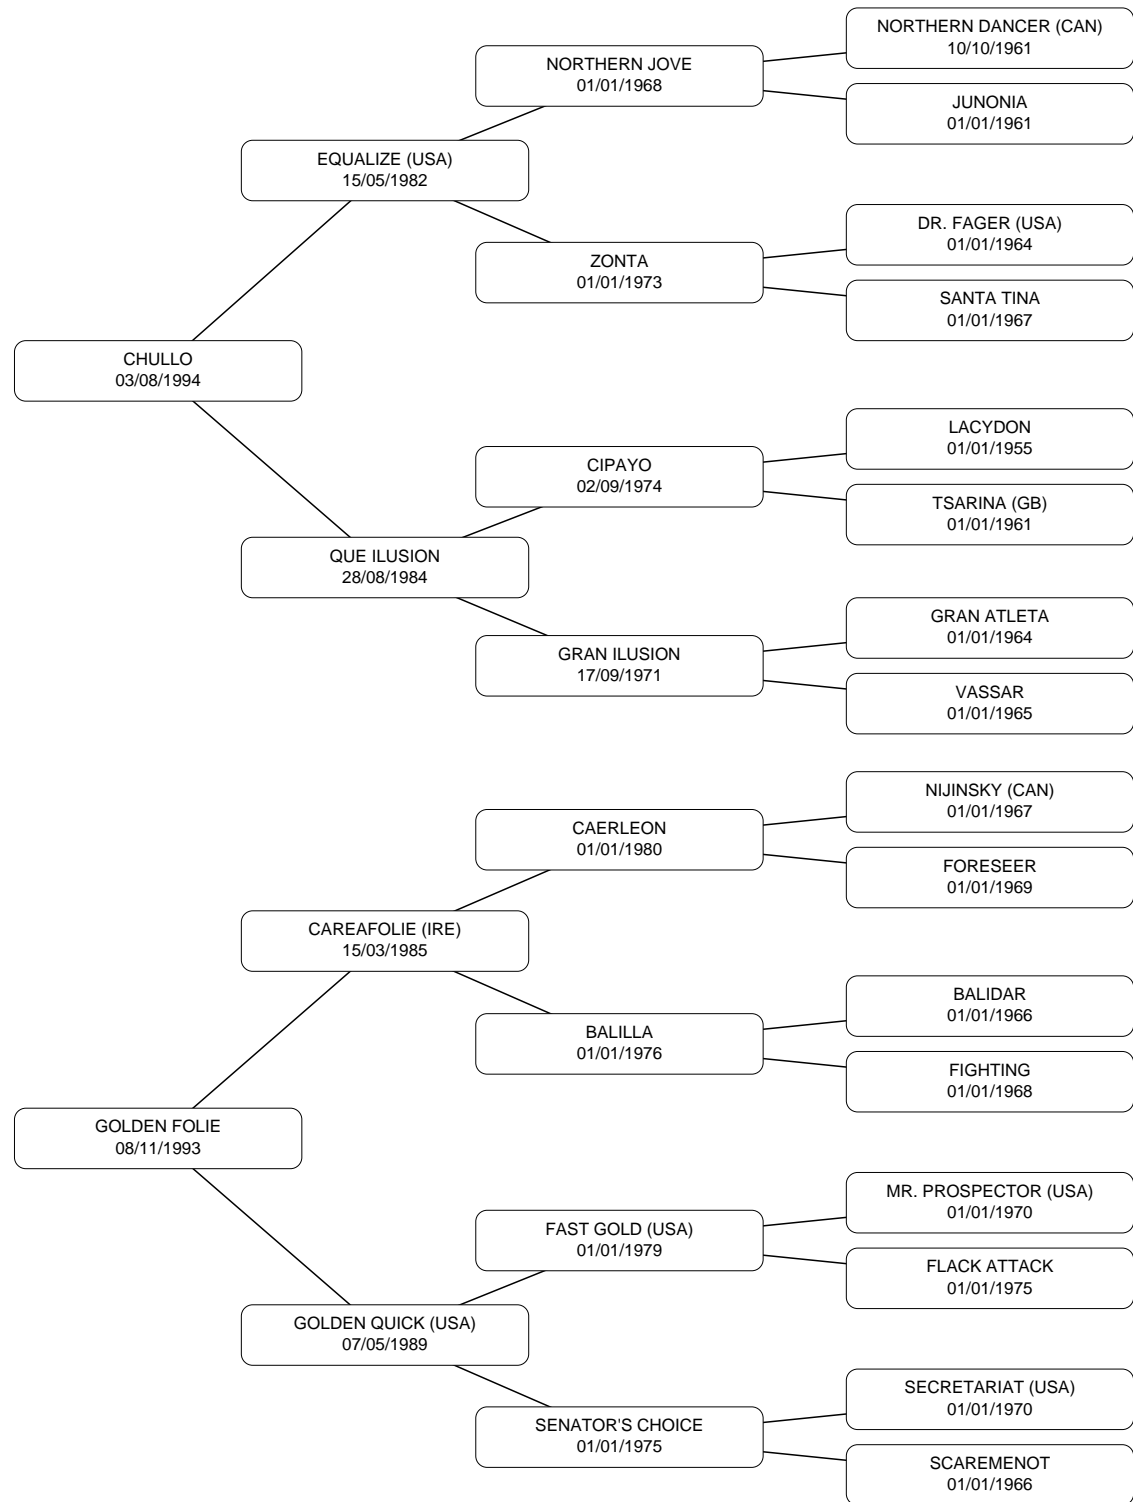 NORTHERN DANCER (CAN)
10/10/1961
NORTHERN JOVE
01/01/1968
JUNONIA
01/01/1961
EQUALIZE (USA)
15/05/1982
DR. FAGER (USA)
01/01/1964
ZONTA
01/01/1973
SANTA TINA
01/01/1967
CHULLO
03/08/1994
LACYDON
01/01/1955
CIPAYO
02/09/1974
TSARINA (GB)
01/01/1961
QUE ILUSION
28/08/1984
GRAN ATLETA
01/01/1964
GRAN ILUSION
17/09/1971
VASSAR
01/01/1965
NIJINSKY (CAN)
01/01/1967
CAERLEON
01/01/1980
FORESEER
01/01/1969
CAREAFOLIE (IRE)
15/03/1985
BALIDAR
01/01/1966
BALILLA
01/01/1976
FIGHTING
01/01/1968
GOLDEN FOLIE
08/11/1993
MR. PROSPECTOR (USA)
01/01/1970
FAST GOLD (USA)
01/01/1979
FLACK ATTACK
01/01/1975
GOLDEN QUICK (USA)
07/05/1989
SECRETARIAT (USA)
01/01/1970
SENATOR'S CHOICE
01/01/1975
SCAREMENOT
01/01/1966